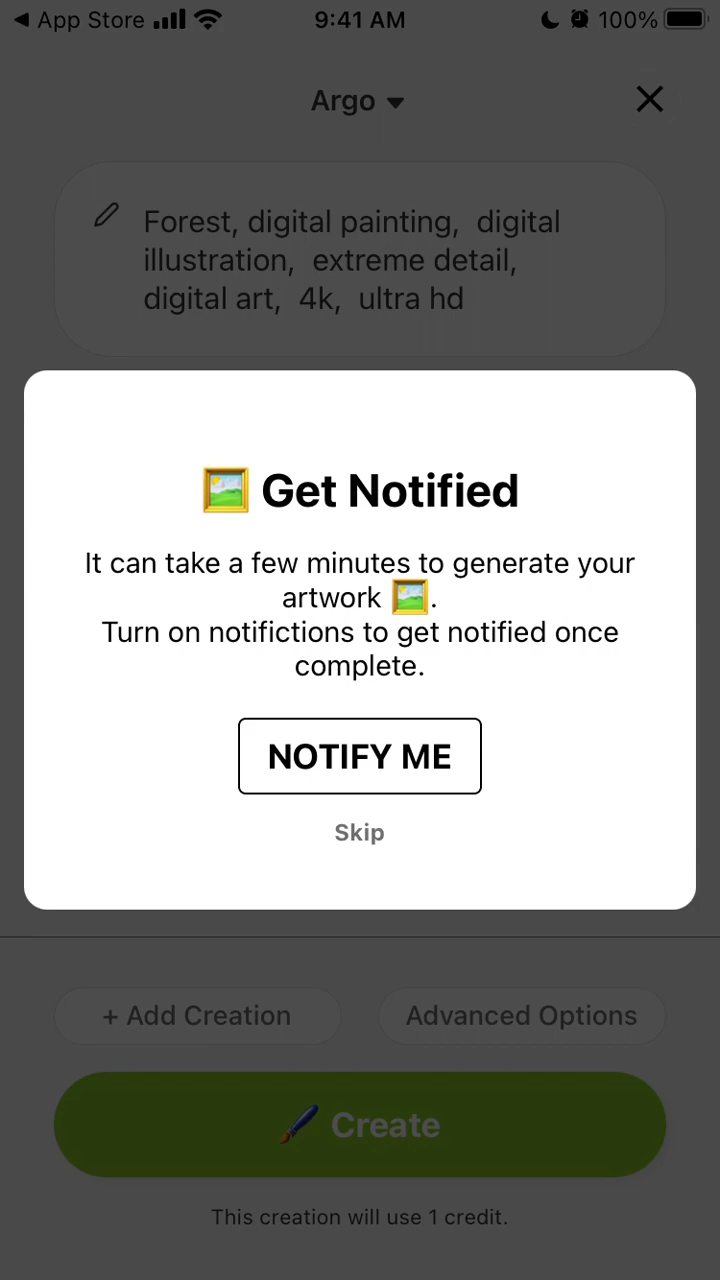 App Store
9:41 AM
100%
Argo
Forest, digital painting,  digital
illustration,  extreme detail,
digital art,  4k,  ultra hd
Get Notified
It can take a few minutes to generate your
artwork 🖼️.
Turn on notifictions to get notified once
complete.
NOTIFY ME
Skip
+ Add Creation
Advanced Options
Create
This creation will use 1 credit.